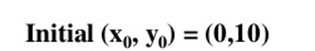 Initial (x₀, y₀) = (0,10)